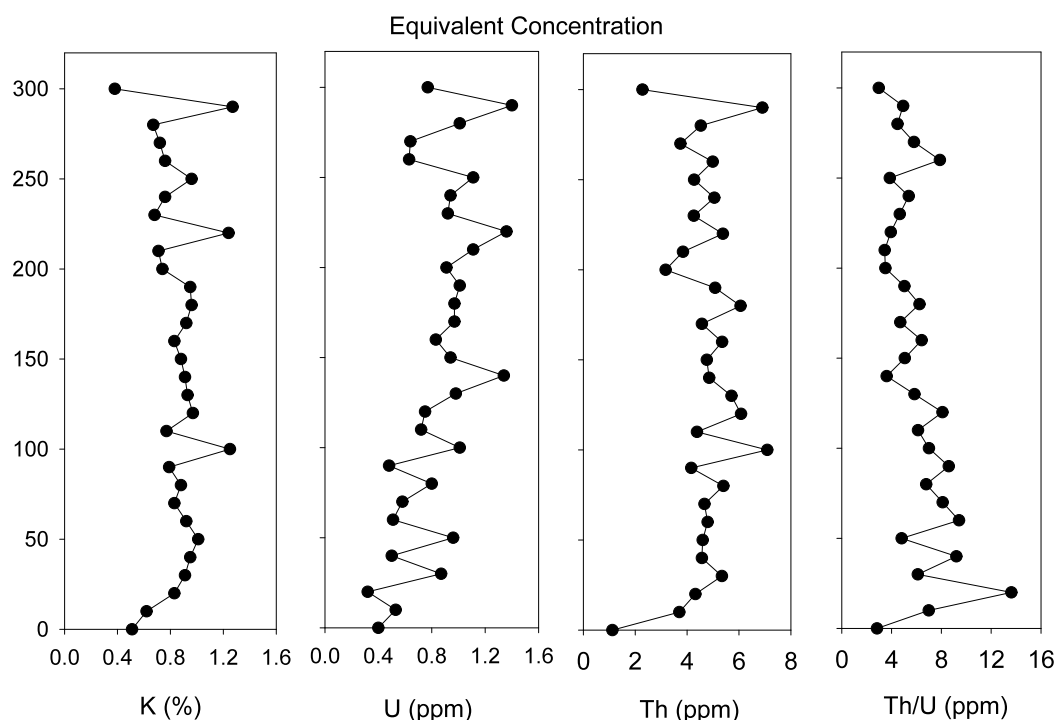 Equivalent Concentration
300
250
200
150
100
50
0
0.0 0.4 0.8 1.2 1.6
0.0 0.4 0.8 1.2 1.6
0 2 4 6 8
0 4 8 12 16
K (%)
U (ppm)
Th (ppm)
Th/U (ppm)